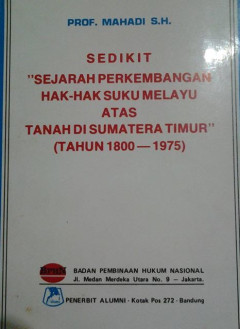 PROF. MAHADI S.H.
SEDIKIT
"SEJARAH PERKEMBANGAN
HAK-HAK SUKU MELAYU
ATAS
TANAH DI SUMATERA TIMUR"
(TAHUN 1800 — 1975)
BADAN PEMBINAAN HUKUM NASIONAL
Jl. Medan Merdeka Utara No. 9 – Jakarta.
PENERBIT ALUMNI - Kotak Pos 272 - Bandung